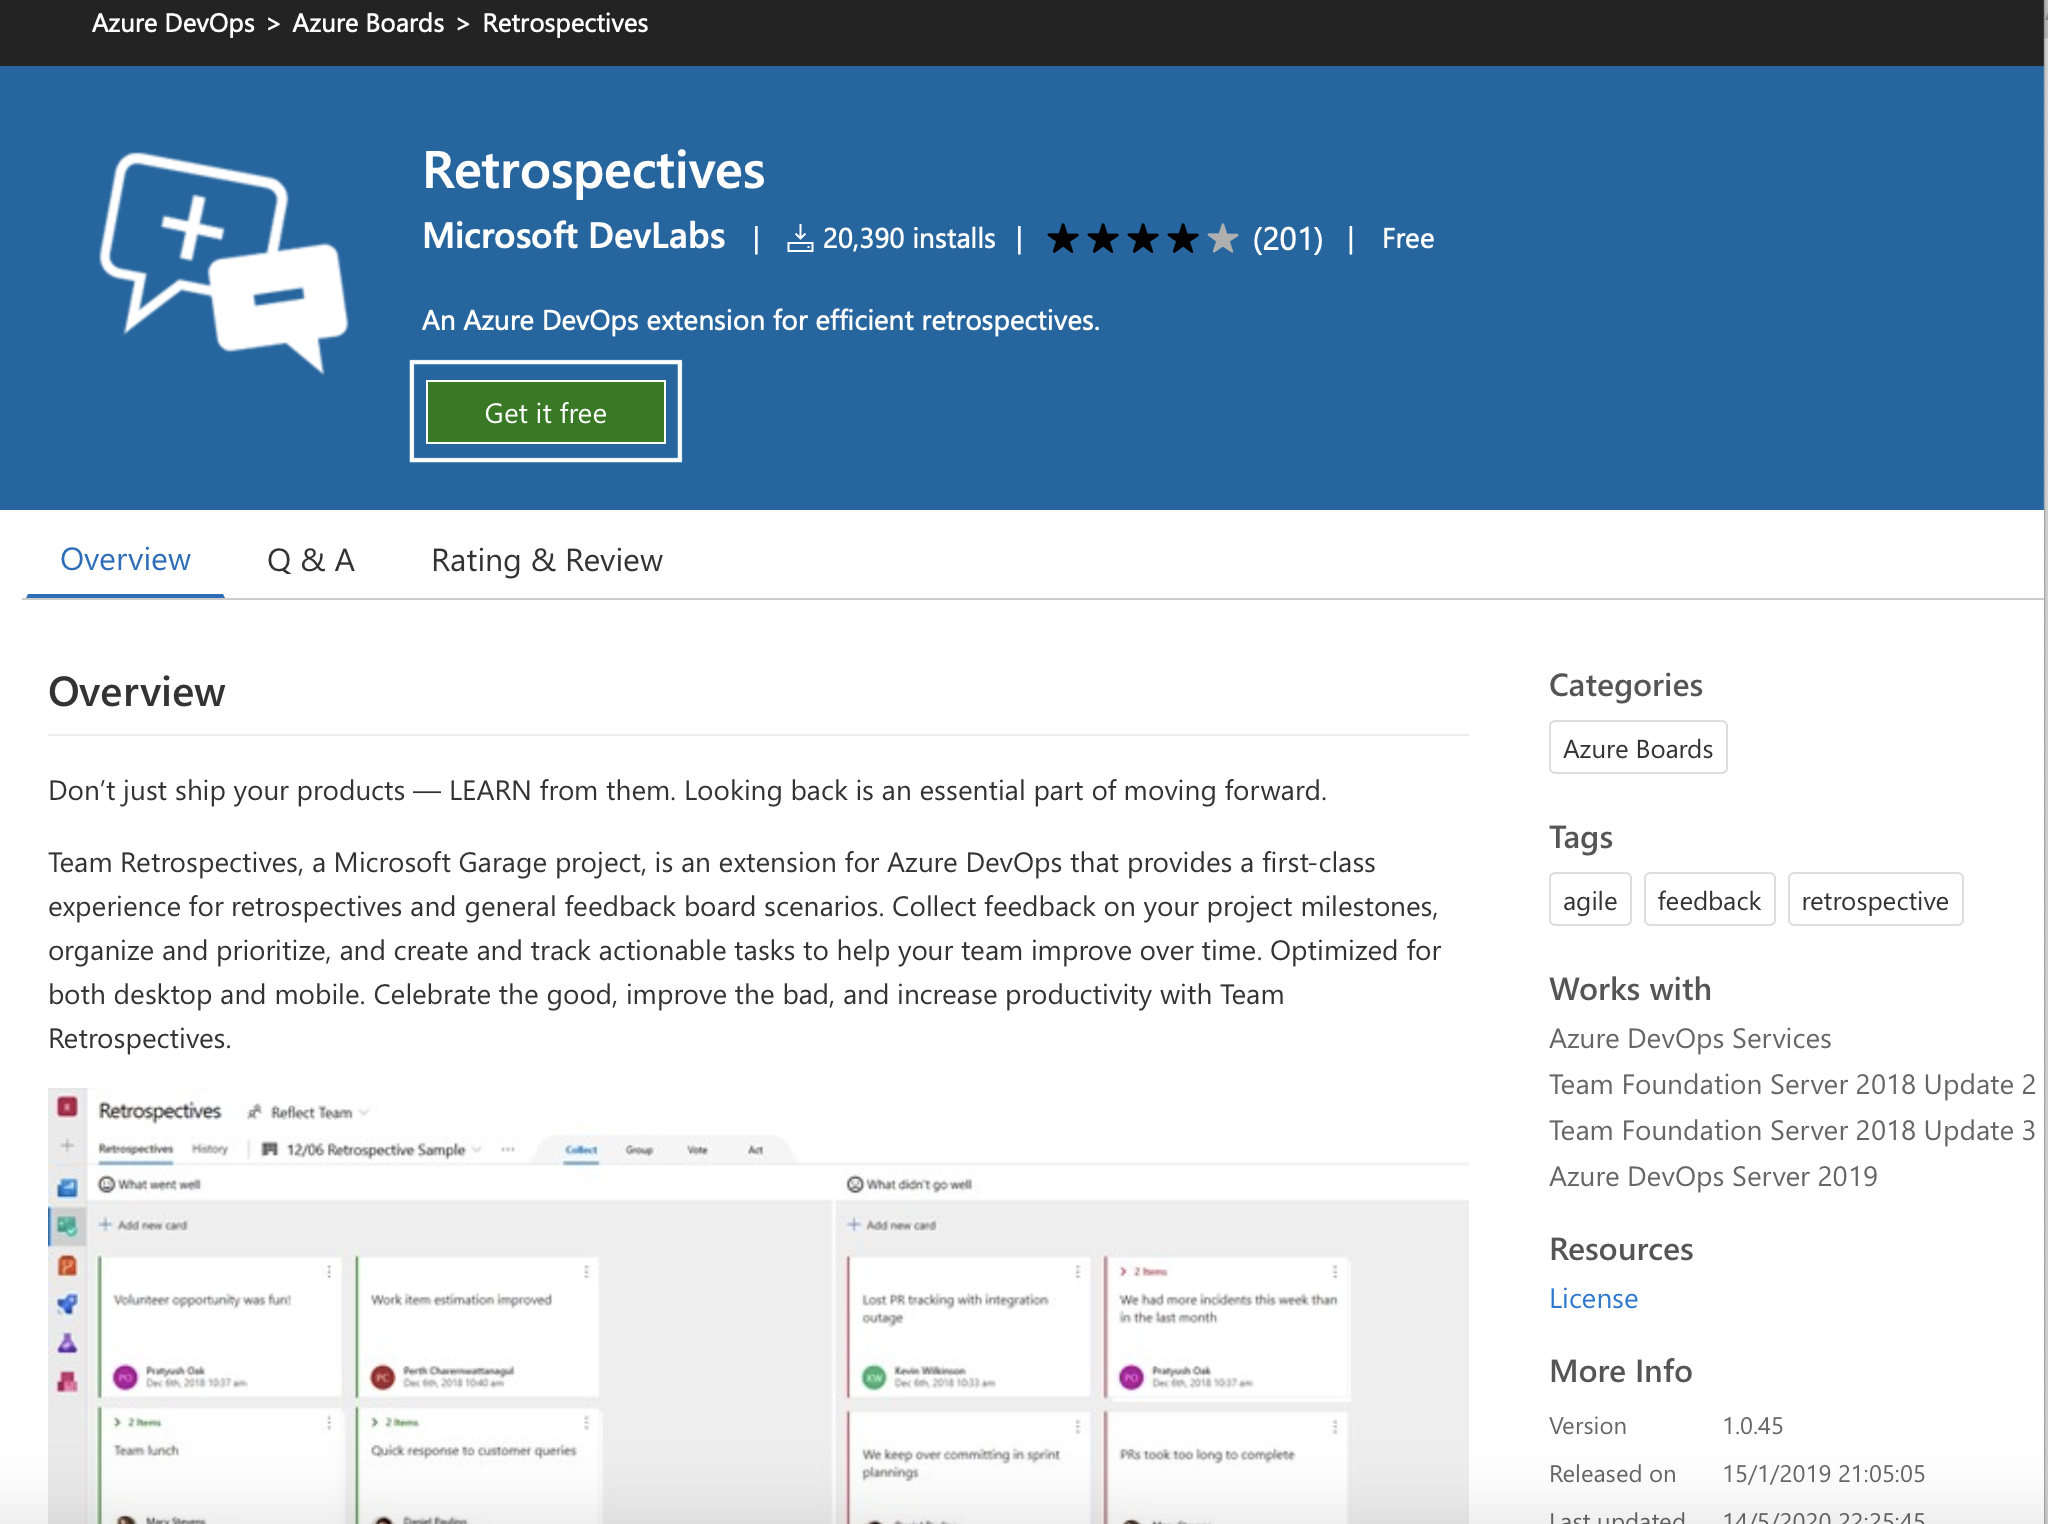 Azure DevOps > Azure Boards > Retrospectives
Retrospectives
Microsoft DevLabs | 20,390 installs | (201) | Free
An Azure DevOps extension for efficient retrospectives.
Get it free
Overview
Q & A
Rating & Review
Overview
Don’t just ship your products — LEARN from them. Looking back is an essential part of moving forward.
Team Retrospectives, a Microsoft Garage project, is an extension for Azure DevOps that provides a first-class
experience for retrospectives and general feedback board scenarios. Collect feedback on your project milestones,
organize and prioritize, and create and track actionable tasks to help your team improve over time. Optimized for
both desktop and mobile. Celebrate the good, improve the bad, and increase productivity with Team
Retrospectives.
Retrospectives Reflect Team
Retrospectives History 12/06 Retrospective Sample ... Collect Group Vote Act
What went well
What didn't go well
+ Add new card
+ Add new card
Volunteer opportunity was fun!
Pratyush Oak
Dec 6th, 2018 10:37 am
PO
Work item estimation improved
Perth Charernwattanagul
Dec 6th, 2018 10:40 am
PC
Lost PR tracking with integration
outage
Kevin Wilkinson
Dec 6th, 2018 10:33 am
KW
> 2 Items
We had more incidents this week than
in the last month
Pratyush Oak
Dec 6th, 2018 10:37 am
PO
> 2 Items
Team lunch
Mary Stevens
> 2 Items
Quick response to customer queries
Daniel Pauling
We keep over committing in sprint
plannings
PRs took too long to complete
Categories
Azure Boards
Tags
agile
feedback
retrospective
Works with
Azure DevOps Services
Team Foundation Server 2018 Update 2
Team Foundation Server 2018 Update 3
Azure DevOps Server 2019
Resources
License
More Info
Version 1.0.45
Released on 15/1/2019 21:05:05
Last updated 14/5/2020 22:25:45